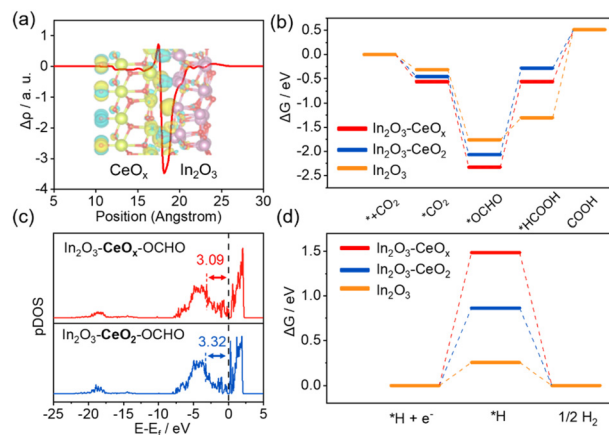 (a)
Δρ / a. u.
1
0
-1
-2
-3
-4
CeOₓ
In₂O₃
5 10 15 20 25 30
Position (Angstrom)
(b)
ΔG / eV
0.5
0.0
-0.5
-1.0
-1.5
-2.0
-2.5
In₂O₃-CeOₓ
In₂O₃-CeO₂
In₂O₃
*+CO₂
*CO₂
*OCHO
*HCOOH
COOH
(c)
pDOS
In₂O₃-CeOₓ-OCHO
3.09
In₂O₃-CeO₂-OCHO
3.32
-25 -20 -15 -10 -5 0 5
E-E_f / eV
(d)
ΔG / eV
1.5
1.0
0.5
0.0
In₂O₃-CeOₓ
In₂O₃-CeO₂
In₂O₃
*H + e⁻
*H
1/2 H₂